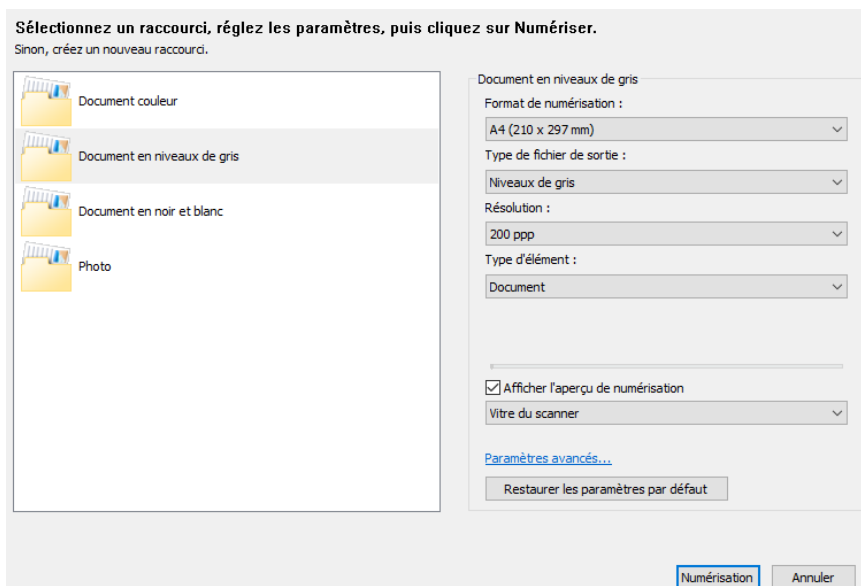 Sélectionnez un raccourci, réglez les paramètres, puis cliquez sur Numériser.
Sinon, créez un nouveau raccourci.
Document couleur
Document en niveaux de gris
Document en noir et blanc
Photo
Document en niveaux de gris
Format de numérisation :
A4 (210 x 297 mm)
Type de fichier de sortie :
Niveaux de gris
Résolution :
200 ppp
Type d'élément :
Document
Afficher l'aperçu de numérisation
Vitre du scanner
Paramètres avancés...
Restaurer les paramètres par défaut
Numérisation
Annuler